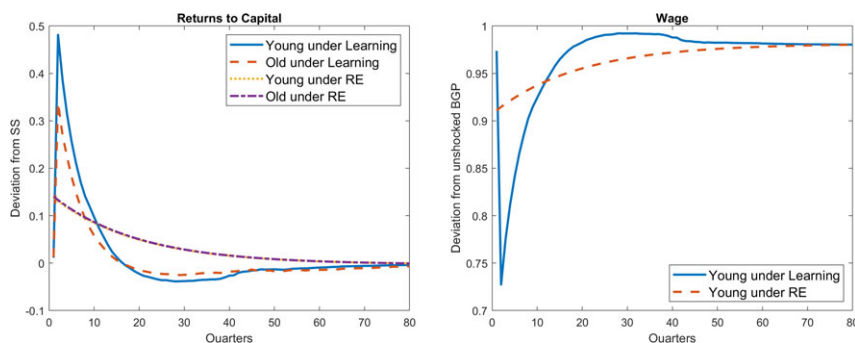 Returns to Capital
0.5
0.4
0.3
0.2
0.1
0
-0.1
Deviation from SS
Young under Learning
Old under Learning
Young under RE
Old under RE
0 10 20 30 40 50 60 70 80
Quarters
Wage
1
0.95
0.9
0.85
0.8
0.75
0.7
Deviation from unshocked BGP
Young under Learning
Young under RE
0 10 20 30 40 50 60 70 80
Quarters